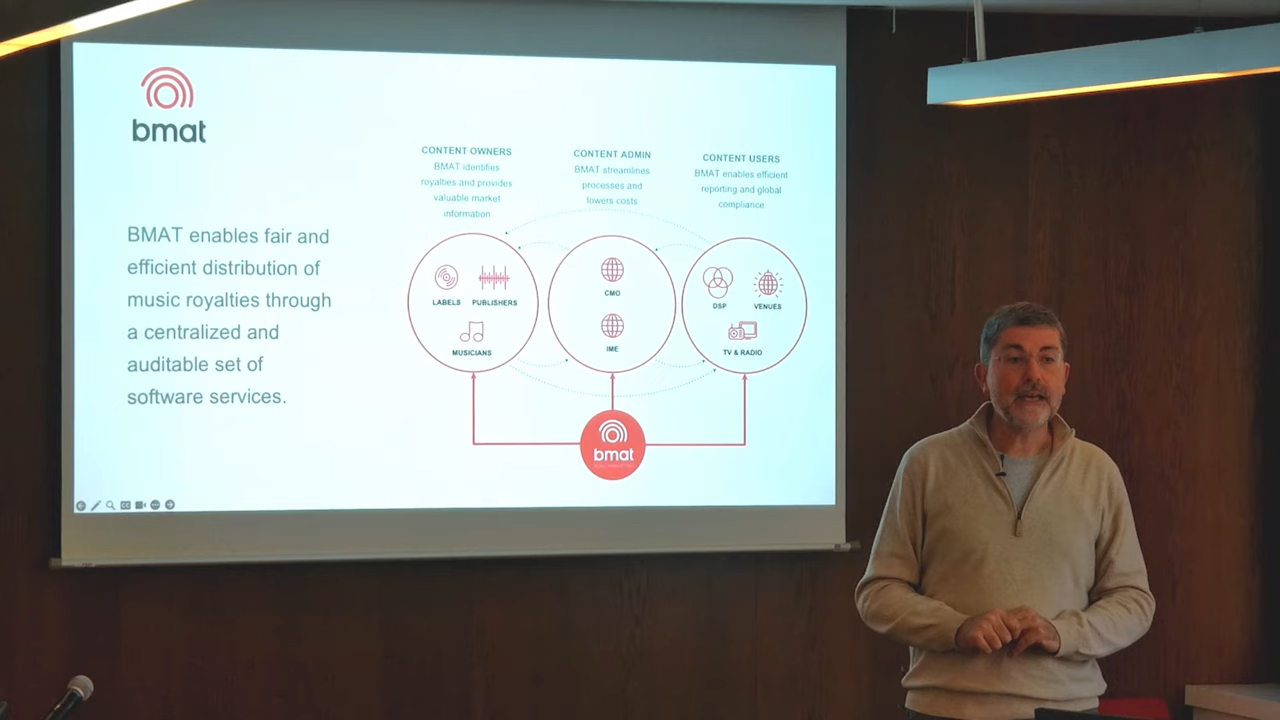 bmat
BMAT enables fair and
efficient distribution of
music royalties through
a centralized and
auditable set of
software services.
CONTENT OWNERS
BMAT identifies
royalties and provides
valuable market
information
CONTENT ADMIN
BMAT streamlines
processes and
lowers costs
CONTENT USERS
BMAT enables efficient
reporting and global
compliance
LABELS
PUBLISHERS
MUSICIANS
CMO
IME
DSP
VENUES
TV & RADIO
bmat
CC